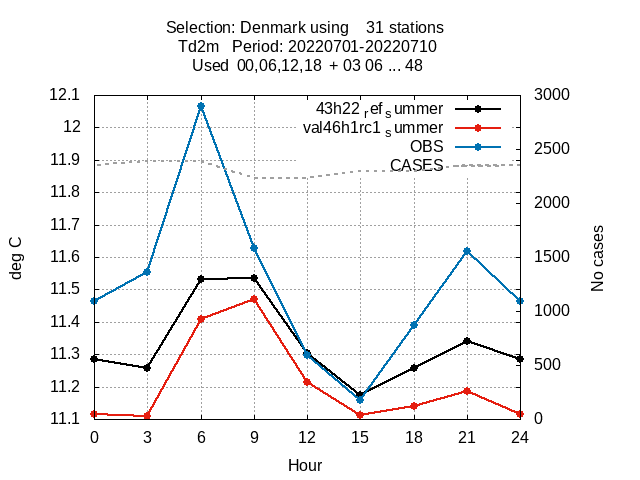 Selection: Denmark using    31 stations
Td2m   Period: 20220701-20220710
Used  00,06,12,18  + 03 06 ... 48
12.1
12
11.9
11.8
11.7
11.6
11.5
11.4
11.3
11.2
11.1
deg C
43h22 ref summer
val46h1rc1 summer
OBS
CASES
3000
2500
2000
1500
1000
500
0
No cases
0 3 6 9 12 15 18 21 24
Hour